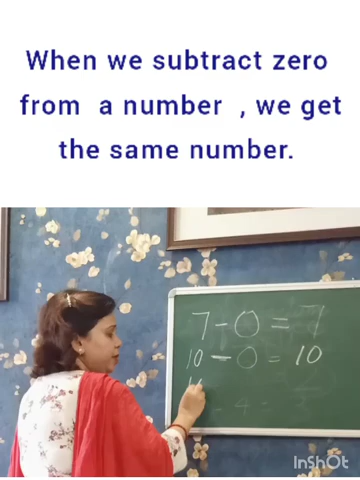 When we subtract zero
from a number , we get
the same number.
7 - 0 = 7
10 - 0 = 10
InShOt